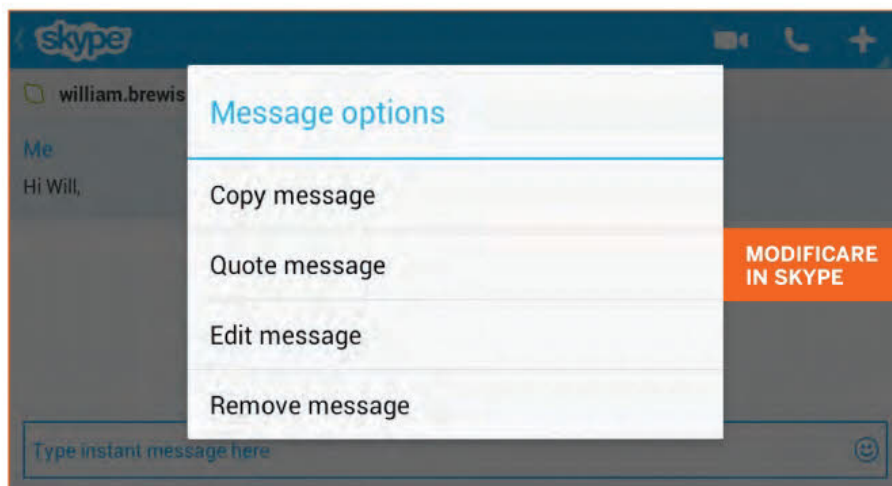 skype
william.brewis
Message options
Me
Hi Will,
Copy message
Quote message
MODIFICARE
IN SKYPE
Edit message
Remove message
Type instant message here